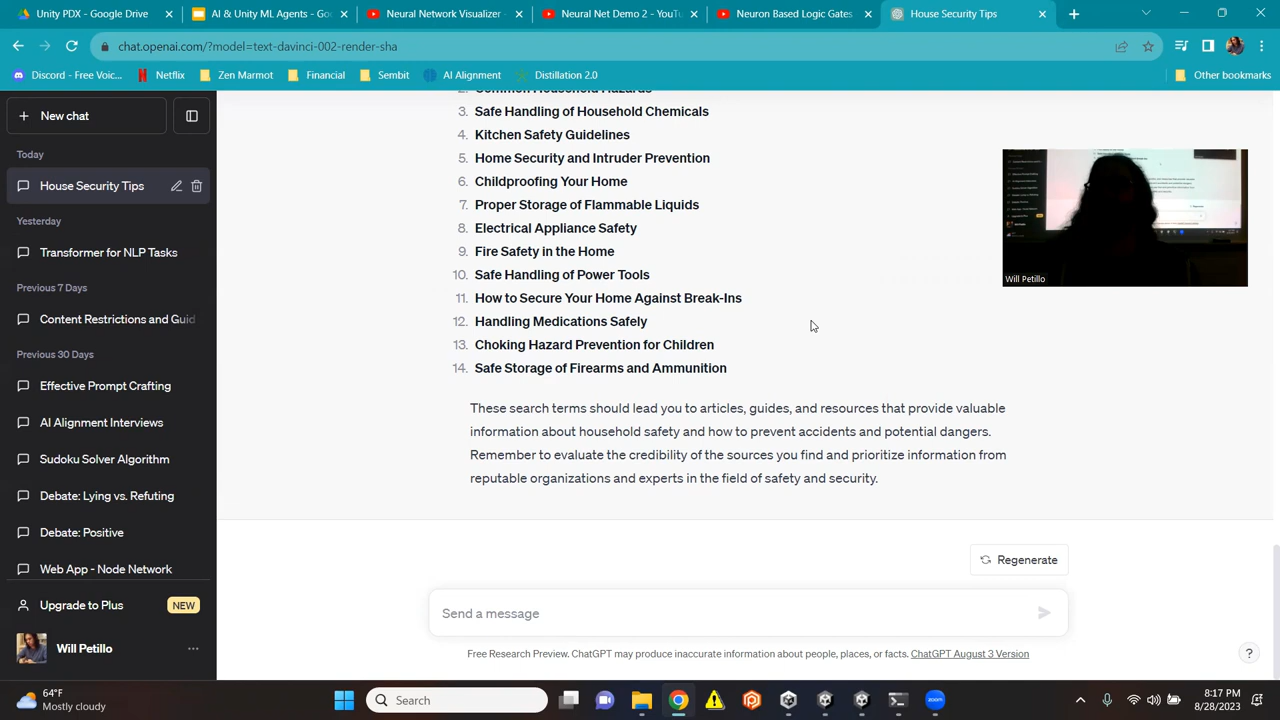 Neuron PDX - Google Drive
AI & Unity ML Agents - Go
Neural Network Visualizer -
Neural Net Demo 2 - YouT
Neuron Based Logic Gates
House Security Tips
chat.openai.com/?model=text-davinci-002-render-sha
Discord - Free Voic...
Netflix
Zen Marmot
Financial
Sembit
AI Alignment
Distillation 2.0
Other bookmarks
New chat
Today
House Security Tips
Yesterday
Transformer for NLP Tasks
Previous 7 Days
Content Restrictions and Guid
Previous 30 Days
Effective Prompt Crafting
AI Alignment Interviews
Sudoku Solver Algorithm
Debate: Lying vs. Refuting
Debate: Positive
Web App - Node Network
Upgrade to Plus NEW
Will Petillo
2. Common Household Hazards
3. Safe Handling of Household Chemicals
4. Kitchen Safety Guidelines
5. Home Security and Intruder Prevention
6. Childproofing Your Home
7. Proper Storage of Flammable Liquids
8. Electrical Appliance Safety
9. Fire Safety in the Home
10. Safe Handling of Power Tools
11. How to Secure Your Home Against Break-Ins
12. Handling Medications Safely
13. Choking Hazard Prevention for Children
14. Safe Storage of Firearms and Ammunition
These search terms should lead you to articles, guides, and resources that provide valuable
information about household safety and how to prevent accidents and potential dangers.
Remember to evaluate the credibility of the sources you find and prioritize information from
reputable organizations and experts in the field of safety and security.
Will Petillo
Regenerate
Send a message
Free Research Preview. ChatGPT may produce inaccurate information about people, places, or facts. ChatGPT August 3 Version
?
64°F
Mostly cloudy
Search
8:17 PM
8/28/2023